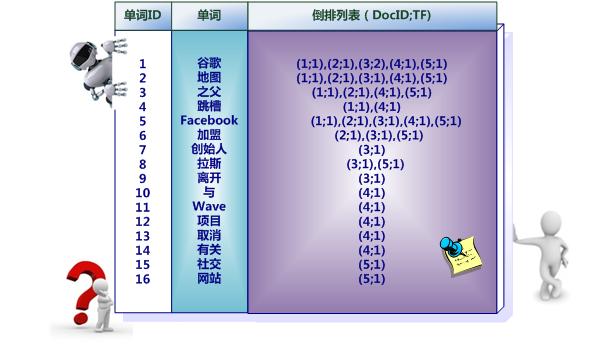 单词ID 单词 倒排列表（DocID;TF）
1 谷歌 (1;1),(2;1),(3;2),(4;1),(5;1)
2 地图 (1;1),(2;1),(3;1),(4;1),(5;1)
3 之父 (1;1),(2;1),(4;1),(5;1)
4 跳槽 (1;1),(4;1)
5 Facebook (1;1),(2;1),(3;1),(4;1),(5;1)
6 加盟 (2;1),(3;1),(5;1)
7 创始人 (3;1)
8 拉斯 (3;1),(5;1)
9 离开 (3;1)
10 与 (4;1)
11 Wave (4;1)
12 项目 (4;1)
13 取消 (4;1)
14 有关 (4;1)
15 社交 (5;1)
16 网站 (5;1)